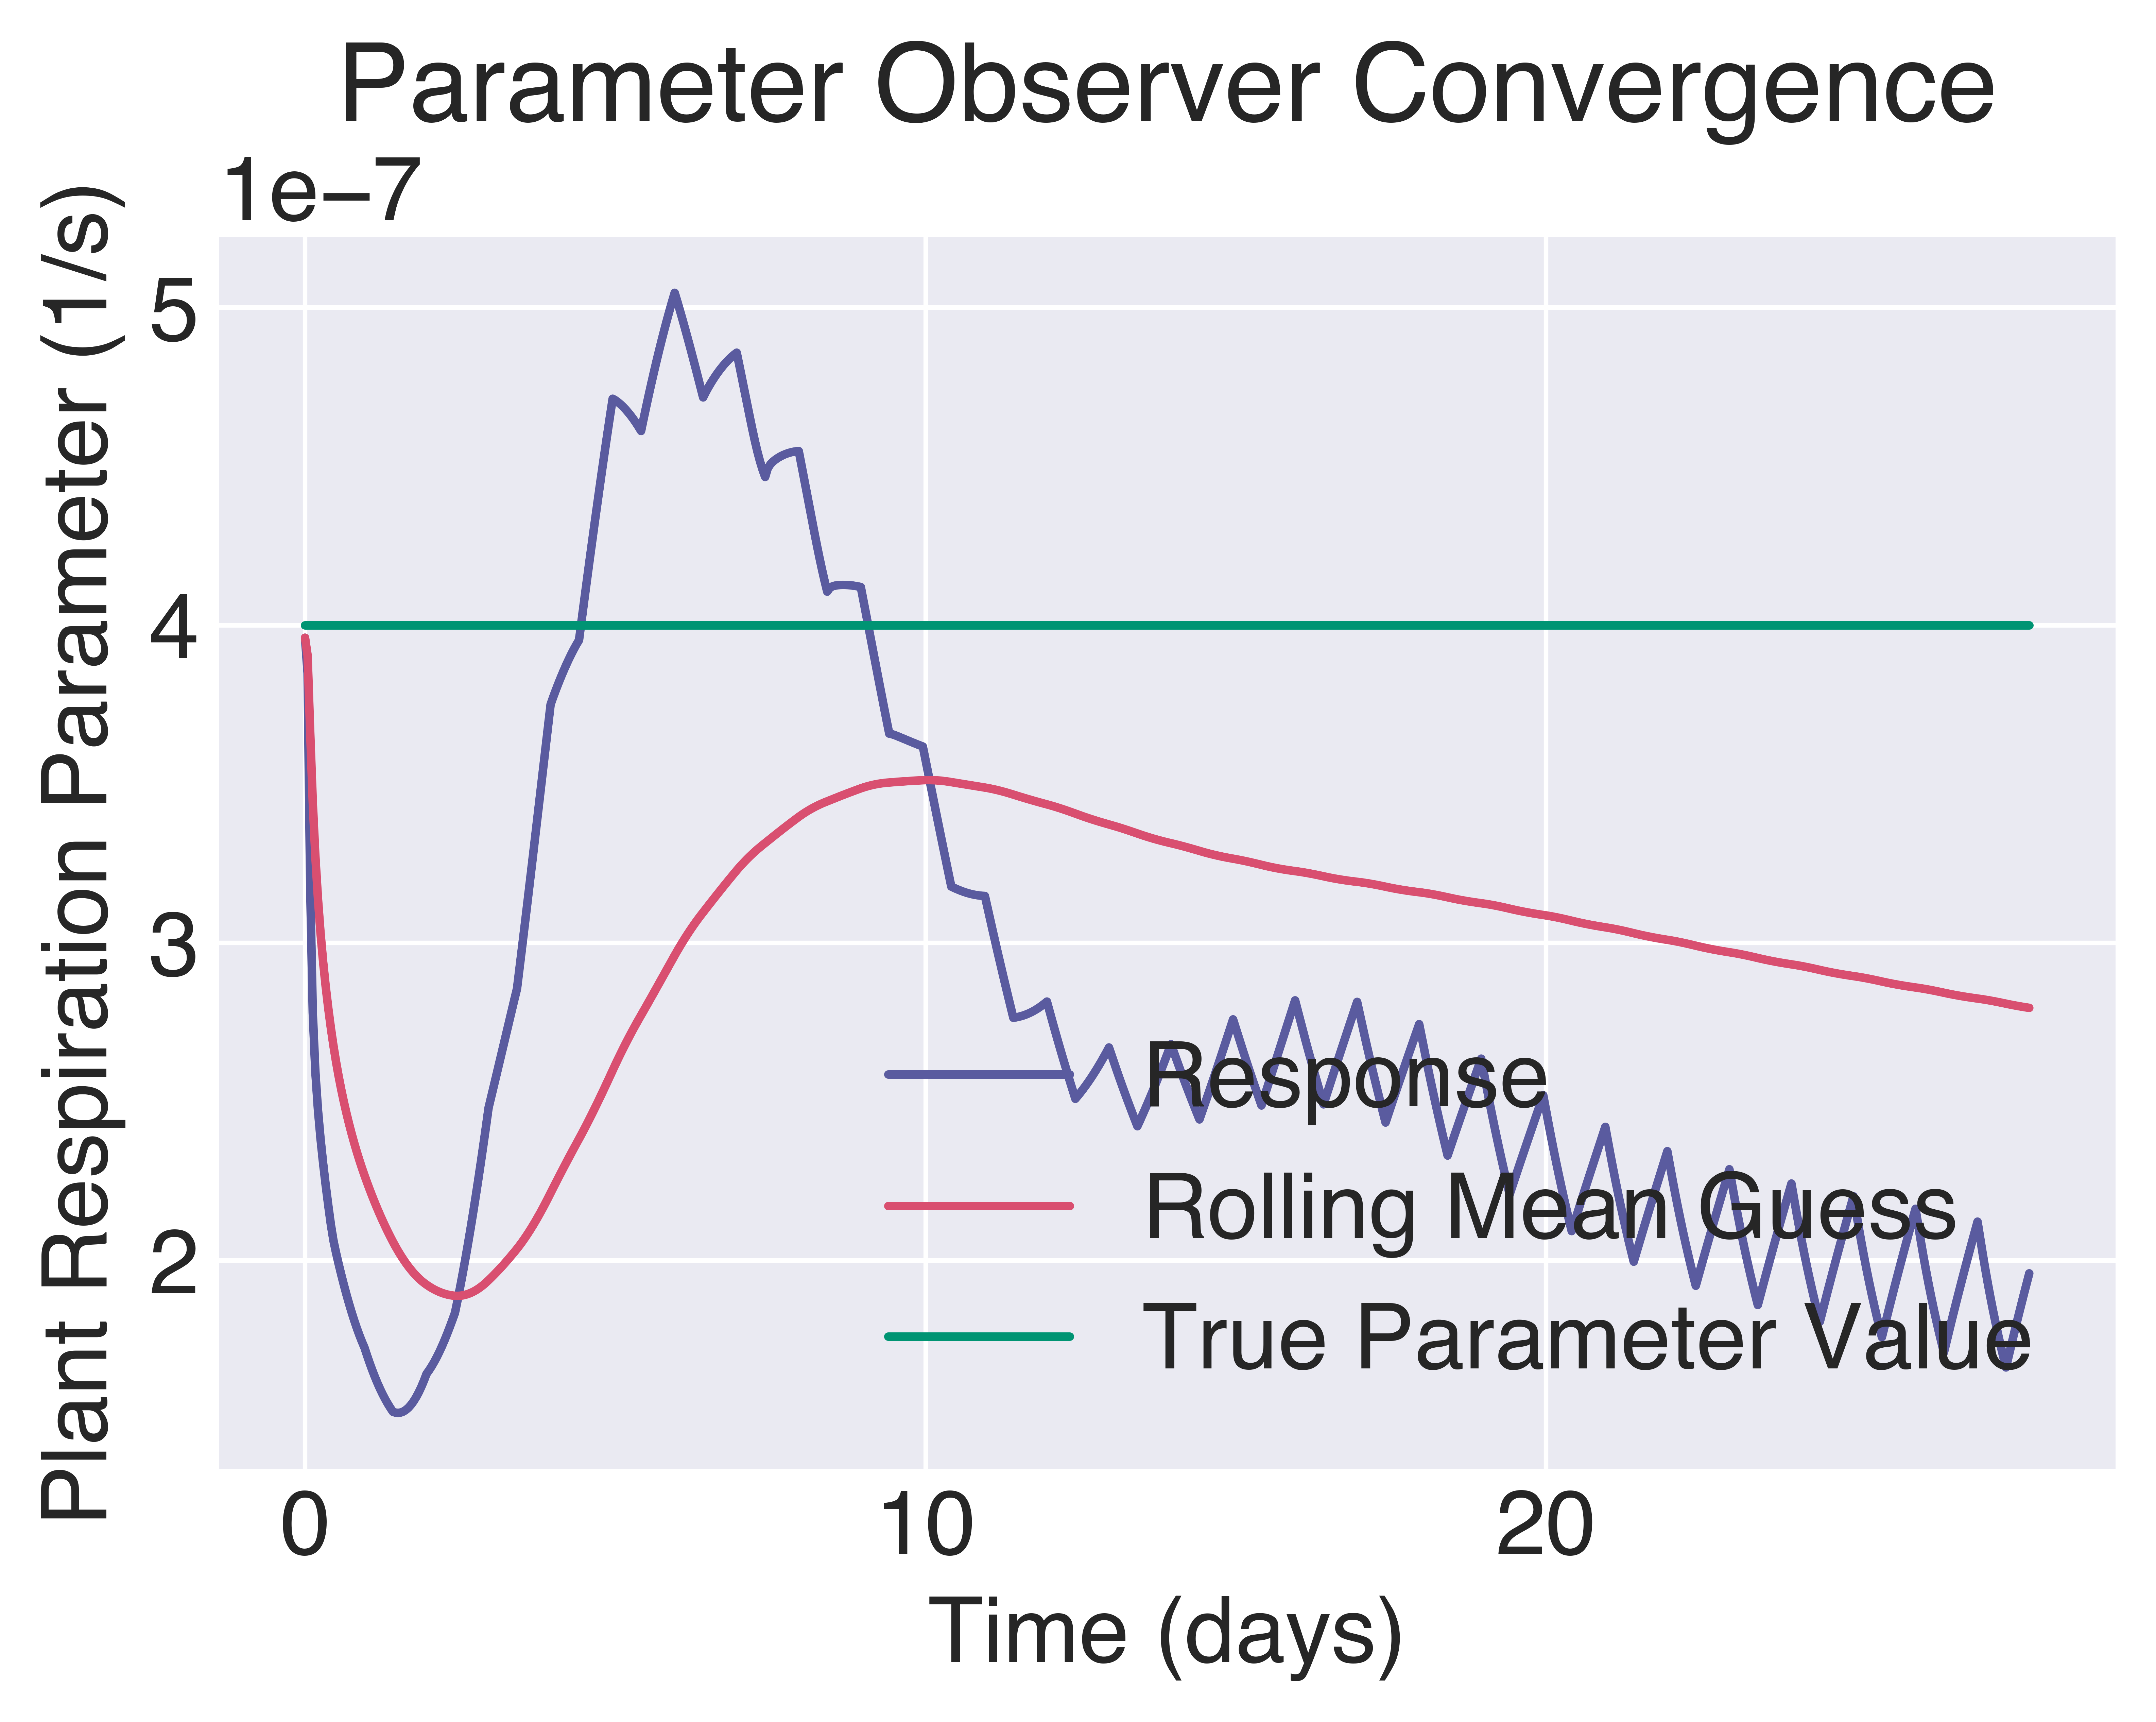 Parameter Observer Convergence
1e−7
Plant Respiration Parameter (1/s)
5
4
3
2
Response
Rolling Mean Guess
True Parameter Value
0 10 20
Time (days)